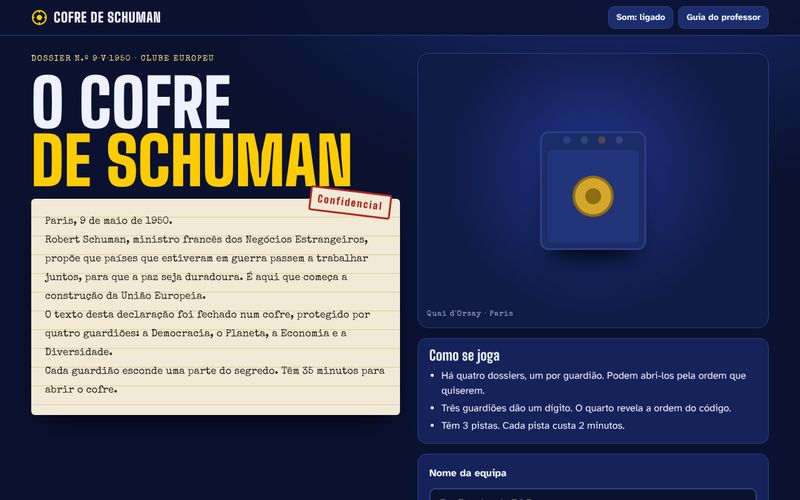 COFRE DE SCHUMAN
Som: ligado
Guia do professor
DOSSIER N.º 9·V·1950 · CLUBE EUROPEU
O COFRE
DE SCHUMAN
Confidencial
Paris, 9 de maio de 1950.
Robert Schuman, ministro francês dos Negócios Estrangeiros,
propõe que países que estiveram em guerra passem a trabalhar
juntos, para que a paz seja duradoura. É aqui que começa a
construção da União Europeia.
O texto desta declaração foi fechado num cofre, protegido por
quatro guardiões: a Democracia, o Planeta, a Economia e a
Diversidade.
Cada guardião esconde uma parte do segredo. Têm 35 minutos para
abrir o cofre.
Quai d'Orsay · Paris
Como se joga
Há quatro dossiers, um por guardião. Podem abri-los pela ordem que
quiserem.
Três guardiões dão um dígito. O quarto revela a ordem do código.
Têm 3 pistas. Cada pista custa 2 minutos.
Nome da equipa